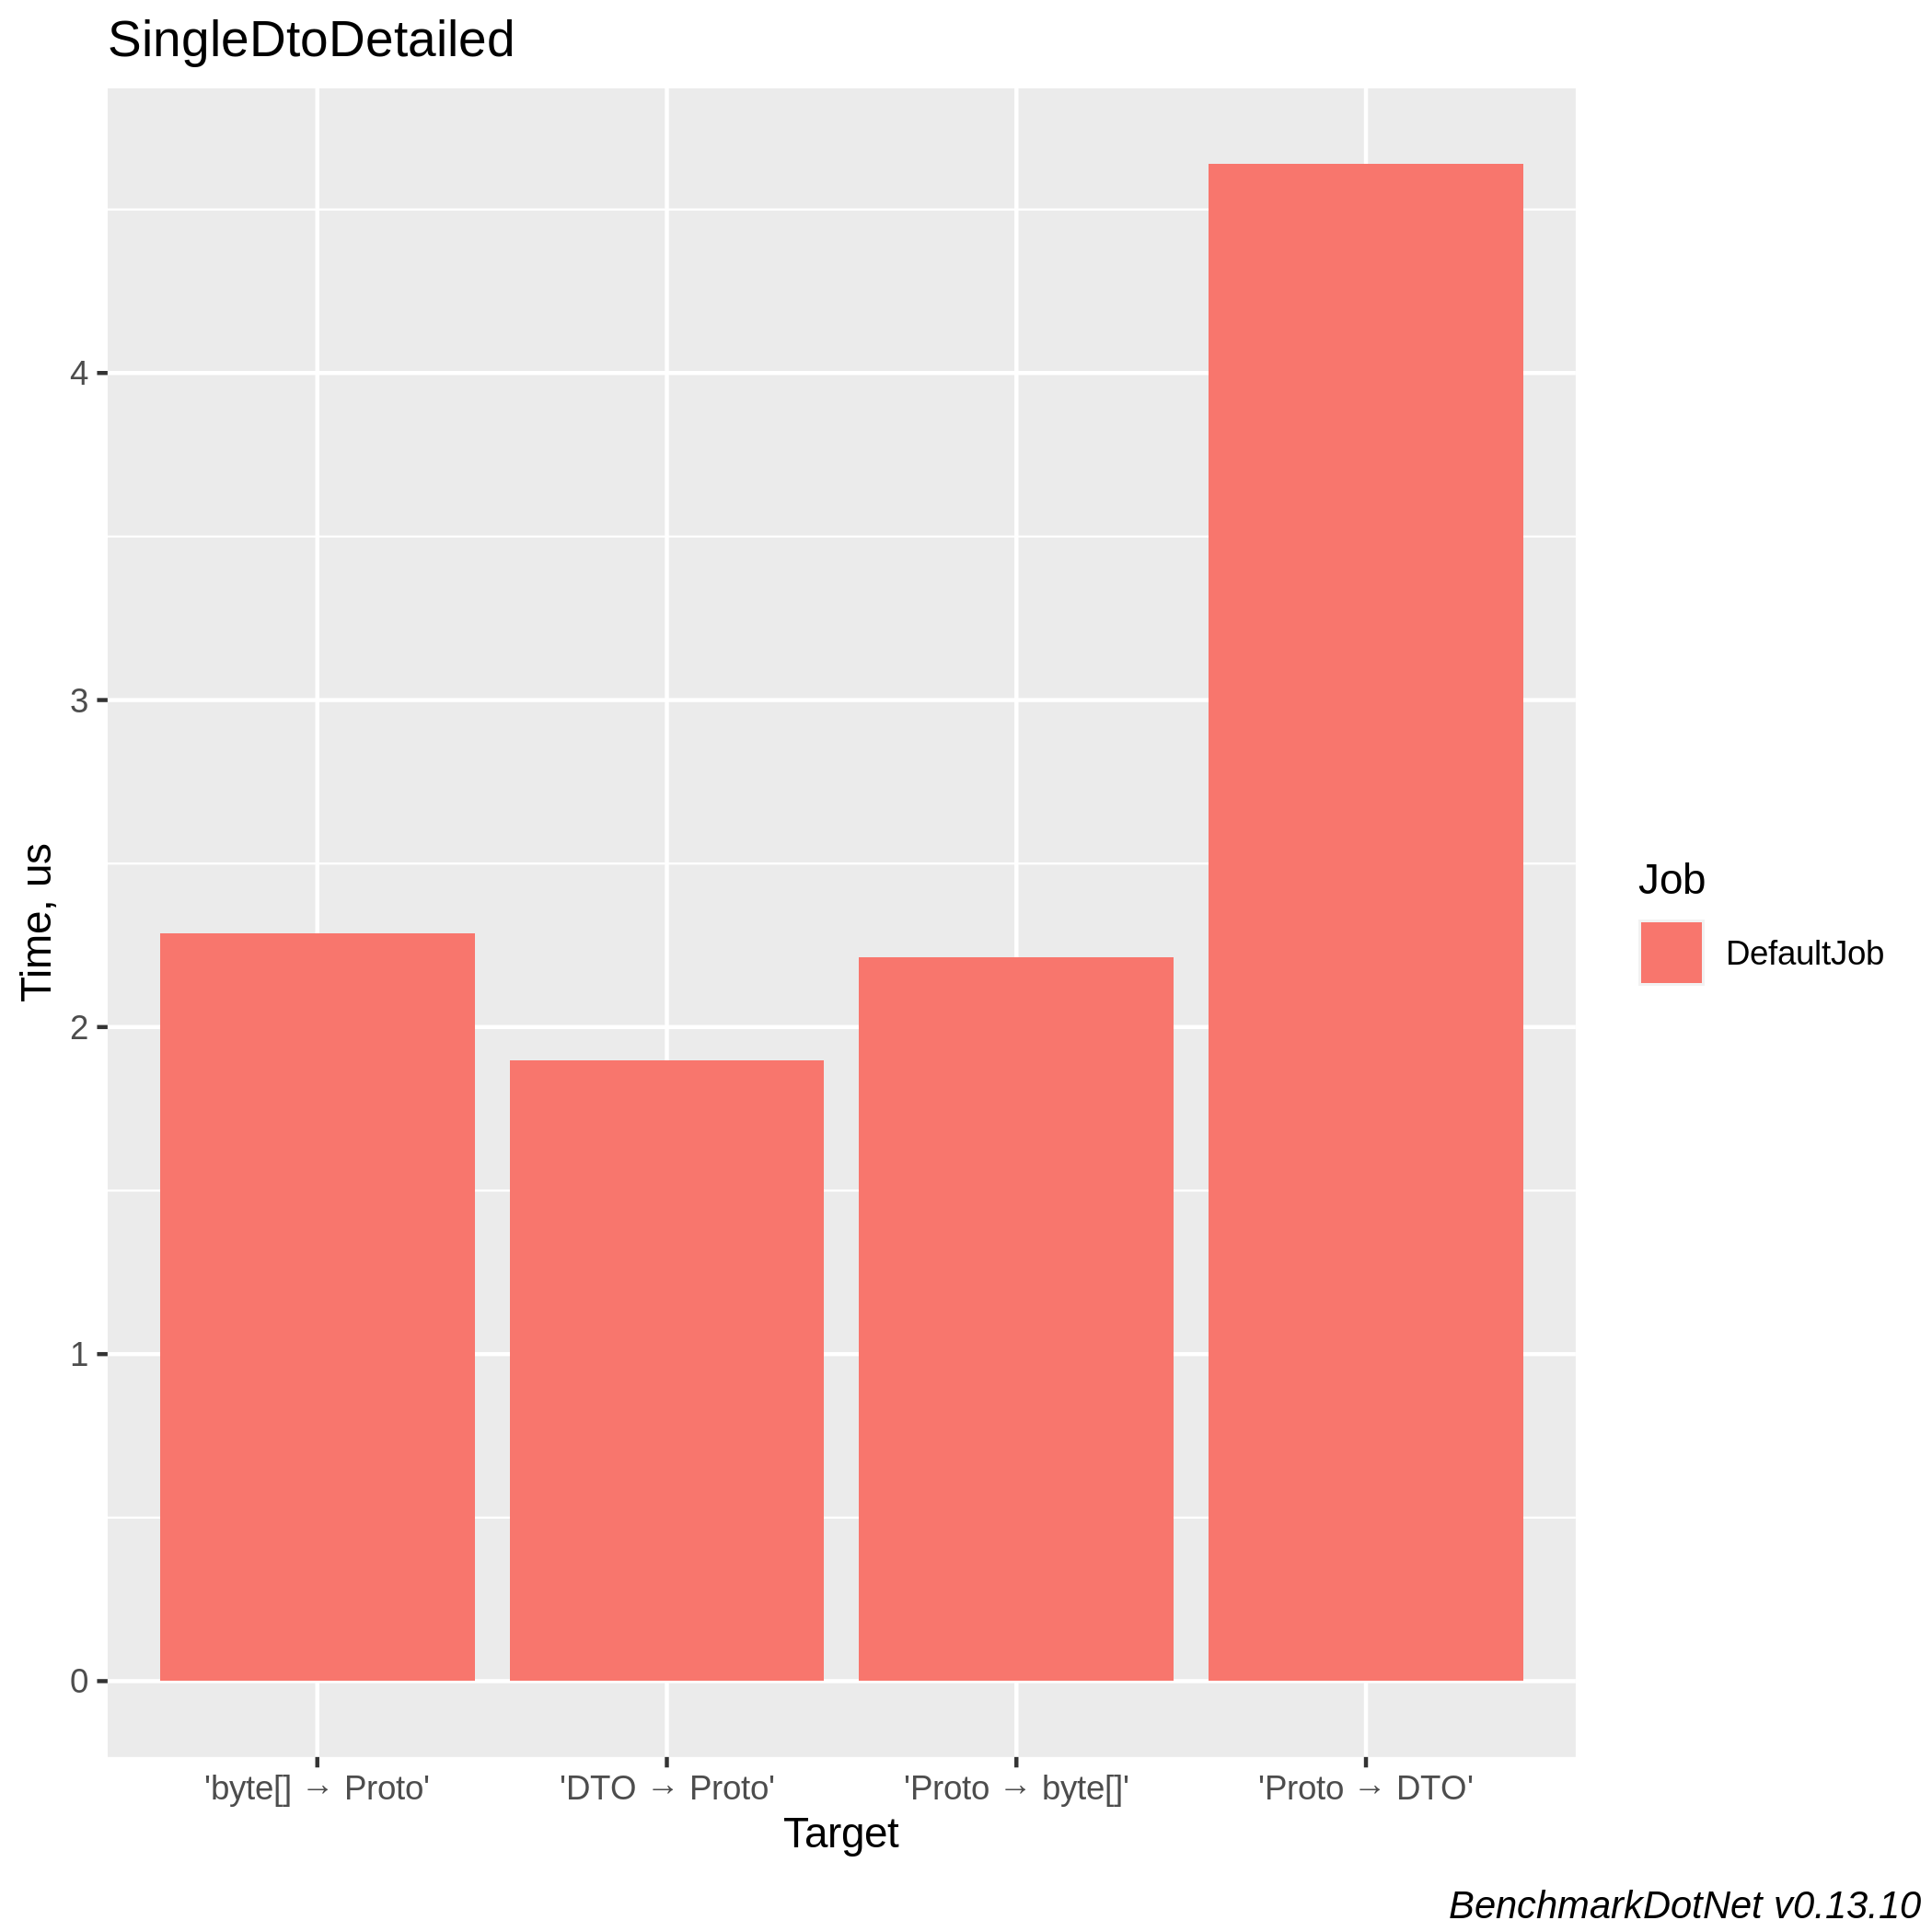 SingleDtoDetailed
Time, us
4
3
2
1
0
'byte[] → Proto' 'DTO → Proto' 'Proto → byte[]' 'Proto → DTO'
Target
Job
DefaultJob
BenchmarkDotNet v0.13.10